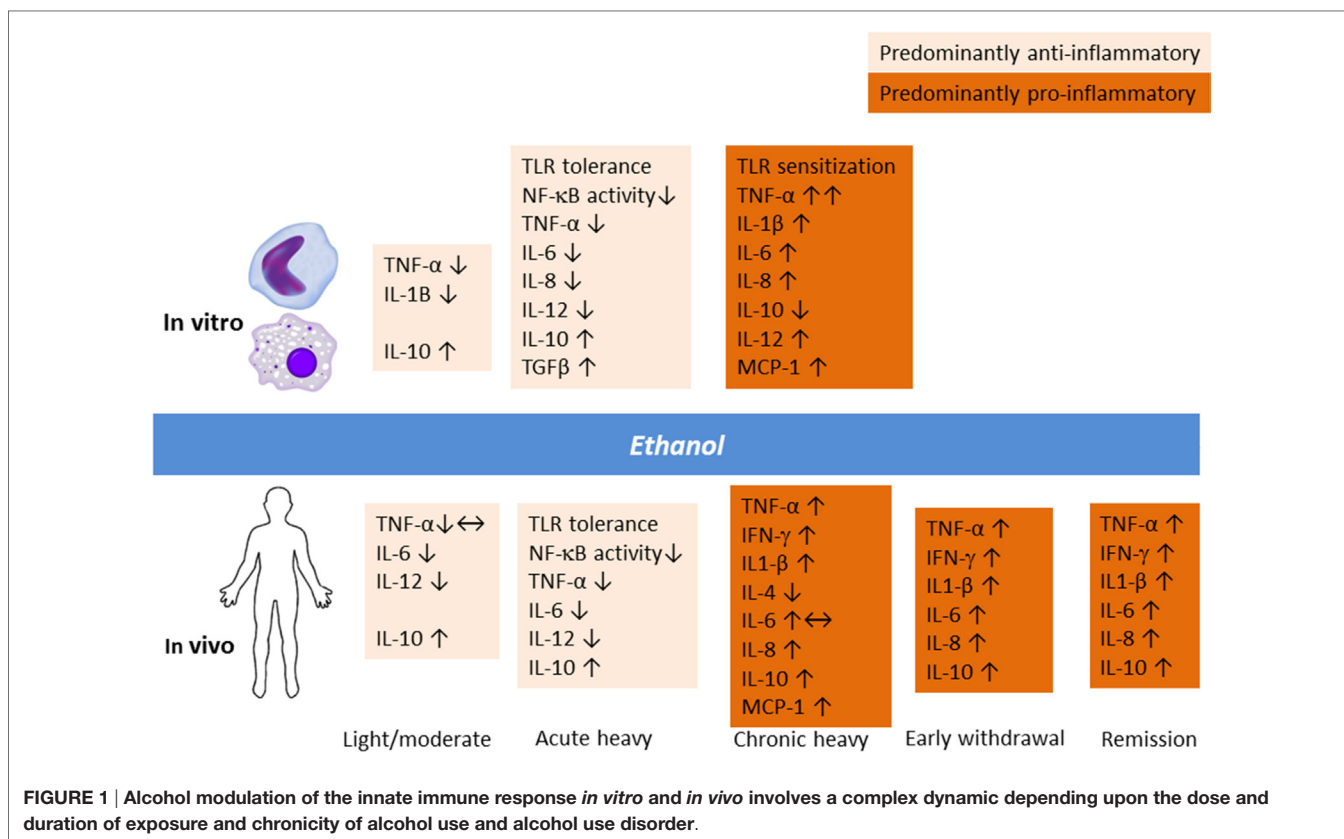 Predominantly anti-inflammatory
Predominantly pro-inflammatory
In vitro
TNF-α ↓
IL-1B ↓
IL-10 ↑
TLR tolerance
NF-κB activity↓
TNF-α ↓
IL-6 ↓
IL-8 ↓
IL-12 ↓
IL-10 ↑
TGFβ ↑
TLR sensitization
TNF-α ↑↑
IL-1β ↑
IL-6 ↑
IL-8 ↑
IL-10 ↓
IL-12 ↑
MCP-1 ↑
Ethanol
In vivo
TNF-α↓↔
IL-6 ↓
IL-12 ↓
IL-10 ↑
TLR tolerance
NF-κB activity↓
TNF-α ↓
IL-6 ↓
IL-12 ↓
IL-10 ↑
TNF-α ↑
IFN-γ ↑
IL1-β ↑
IL-4 ↓
IL-6 ↑↔
IL-8 ↑
IL-10 ↑
MCP-1 ↑
TNF-α ↑
IFN-γ ↑
IL1-β ↑
IL-6 ↑
IL-8 ↑
IL-10 ↑
TNF-α ↑
IFN-γ ↑
IL1-β ↑
IL-6 ↑
IL-8 ↑
IL-10 ↑
Light/moderate
Acute heavy
Chronic heavy
Early withdrawal
Remission
FIGURE 1 | Alcohol modulation of the innate immune response in vitro and in vivo involves a complex dynamic depending upon the dose and
duration of exposure and chronicity of alcohol use and alcohol use disorder.